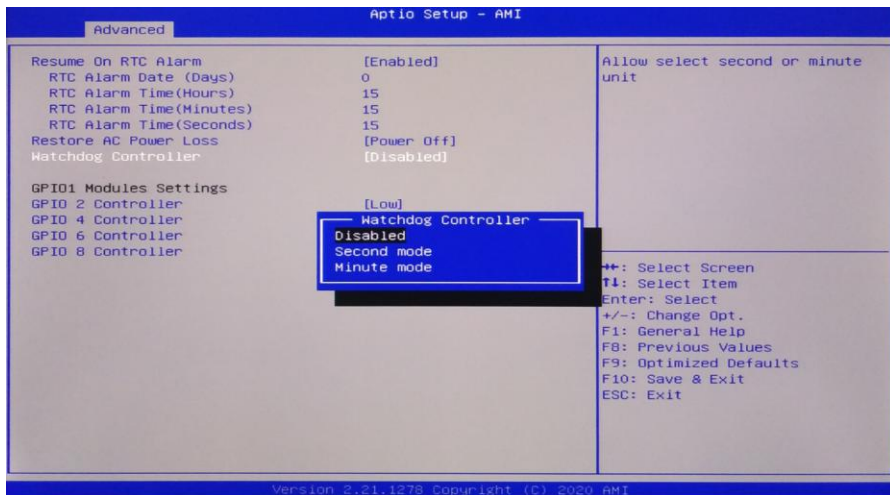 Aptio Setup - AMI
Advanced
Resume On RTC Alarm [Enabled]
RTC Alarm Date (Days) 0
RTC Alarm Time(Hours) 15
RTC Alarm Time(Minutes) 15
RTC Alarm Time(Seconds) 15
Restore AC Power Loss [Power Off]
Watchdog Controller [Disabled]
GPIO1 Modules Settings
GPIO 2 Controller [Low]
GPIO 4 Controller
GPIO 6 Controller
GPIO 8 Controller
Watchdog Controller
Disabled
Second mode
Minute mode
Allow select second or minute
unit
→←: Select Screen
↑↓: Select Item
Enter: Select
+/-: Change Opt.
F1: General Help
F8: Previous Values
F9: Optimized Defaults
F10: Save & Exit
ESC: Exit
Version 2.21.1278 Copyright (C) 2020 AMI